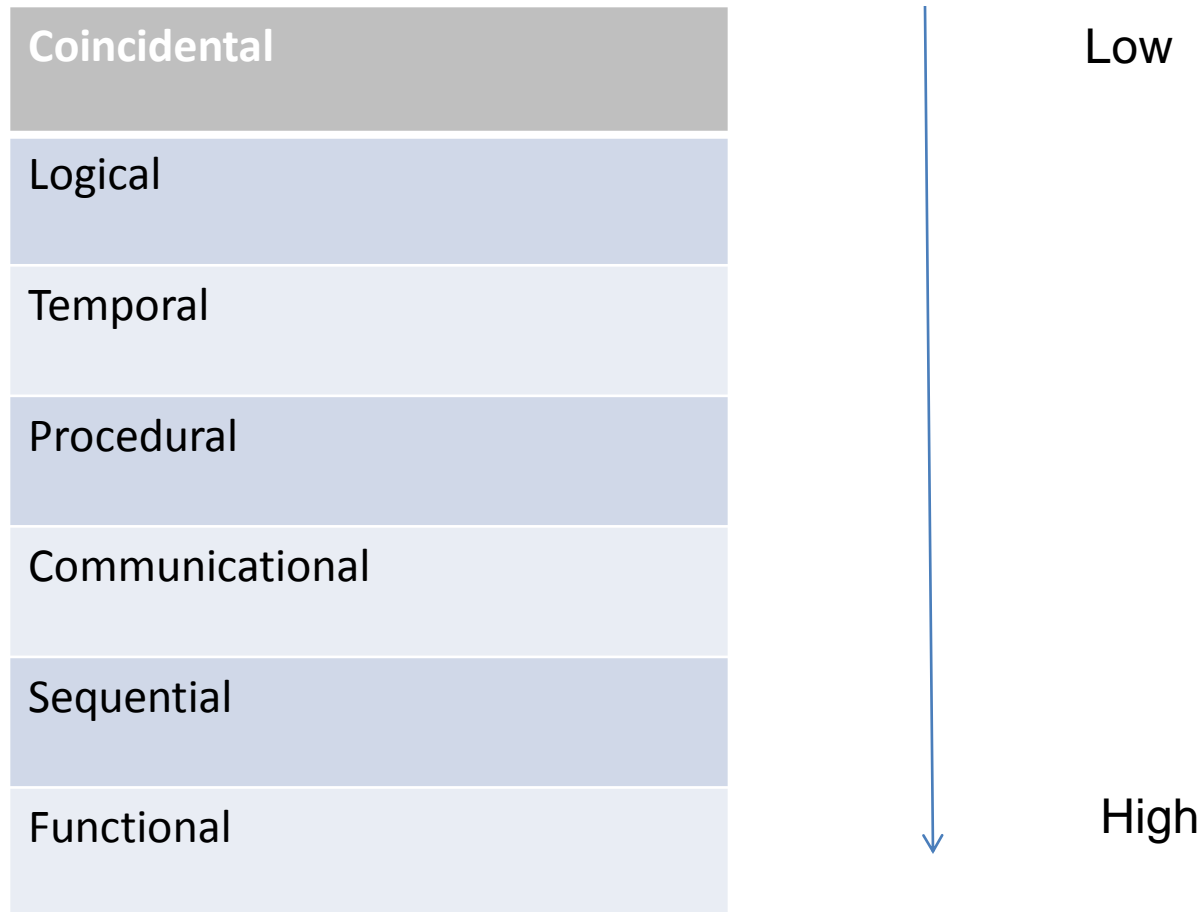 Coincidental
Low
Logical
Temporal
Procedural
Communicational
Sequential
Functional
High